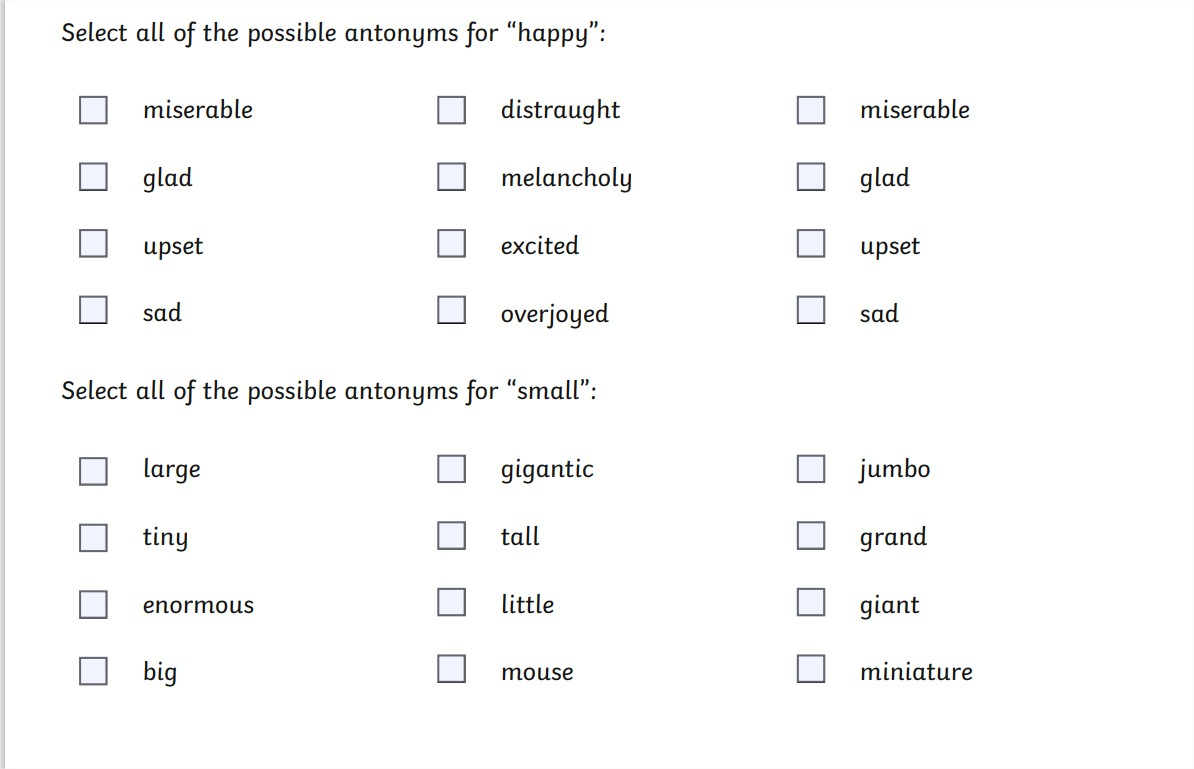 Select all of the possible antonyms for “happy”:
miserable distraught miserable
glad melancholy glad
upset excited upset
sad overjoyed sad
Select all of the possible antonyms for “small”:
large gigantic jumbo
tiny tall grand
enormous little giant
big mouse miniature